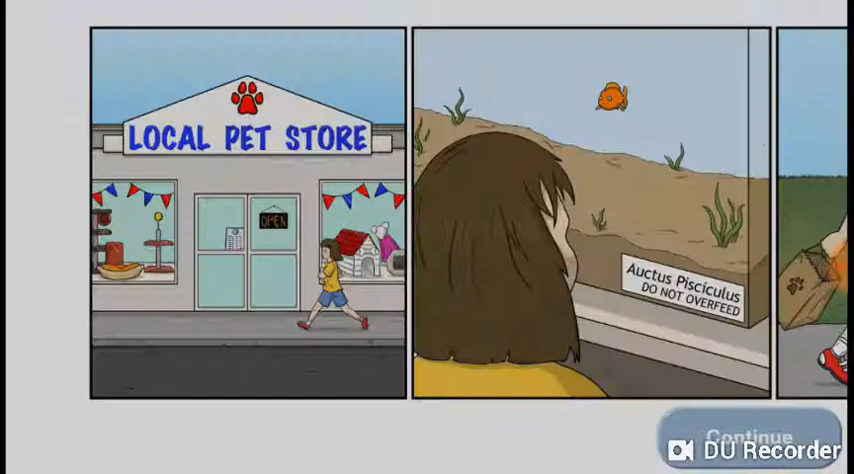 LOCAL PET STORE
OPEN
Auctus Pisciculus
DO NOT OVERFEED
Continue
DU Recorder